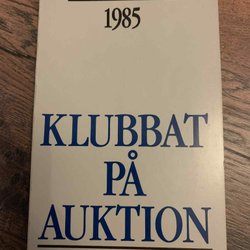 1985
KLUBBAT
PÅ
AUKTION